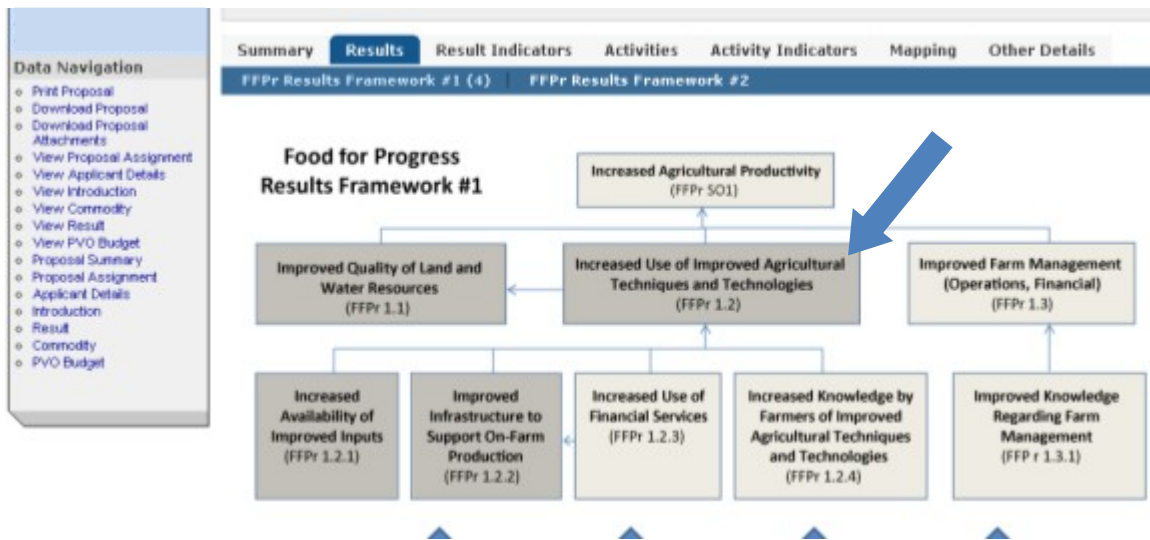 Summary Results Result Indicators Activities Activity Indicators Mapping Other Details
FFPr Results Framework #1 (4) FFPr Results Framework #2
Data Navigation
Print Proposal
Download Proposal
Download Proposal
Attachments
View Proposal Assignment
View Applicant Details
View Introduction
View Commodity
View Result
View PVO Budget
Proposal Summary
Proposal Assignment
Applicant Details
Introduction
Result
Commodity
PVO Budget
Food for Progress
Results Framework #1
Increased Agricultural Productivity
(FFPr SO1)
Improved Quality of Land and
Water Resources
(FFPr 1.1)
Increased Use of Improved Agricultural
Techniques and Technologies
(FFPr 1.2)
Improved Farm Management
(Operations, Financial)
(FFPr 1.3)
Increased
Availability of
Improved Inputs
(FFPr 1.2.1)
Improved
Infrastructure to
Support On-Farm
Production
(FFPr 1.2.2)
Increased Use of
Financial Services
(FFPr 1.2.3)
Increased Knowledge by
Farmers of Improved
Agricultural Techniques
and Technologies
(FFPr 1.2.4)
Improved Knowledge
Regarding Farm
Management
(FFP r 1.3.1)